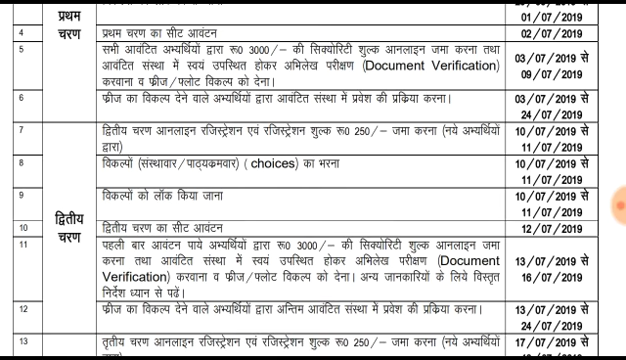 01/07/2019
प्रथम
चरण
4 प्रथम चरण का सीट आवंटन 02/07/2019
5 सभी आवंटित अभ्यर्थियों द्वारा रू0 3000/– की सिक्योरिटी शुल्क आनलाइन जमा करना तथा
आवंटित संस्था में स्वयं उपस्थित होकर अभिलेख परीक्षण (Document Verification)
करवाना व फ्रीज/फ्लोट विकल्प को देना।
03/07/2019 से
09/07/2019
6 फ्रीज का विकल्प देने वाले अभ्यर्थियों द्वारा आवंटित संस्था में प्रवेश की प्रक्रिया करना। 03/07/2019 से
24/07/2019
द्वितीय
चरण
7 द्वितीय चरण आनलाइन रजिस्ट्रेशन एवं रजिस्ट्रेशन शुल्क रू0 250/– जमा करना (नये अभ्यर्थियों
द्वारा)
10/07/2019 से
11/07/2019
8 विकल्पों (संस्थावार/पाठ्यक्रमवार) ( choices) का भरना 10/07/2019 से
11/07/2019
9 विकल्पों को लॉक किया जाना 10/07/2019 से
11/07/2019
10 द्वितीय चरण का सीट आवंटन 12/07/2019
11 पहली बार आवंटन पाये अभ्यर्थियों द्वारा रू0 3000/– की सिक्योरिटी शुल्क आनलाइन जमा
करना तथा आवंटित संस्था में स्वयं उपस्थित होकर अभिलेख परीक्षण (Document
Verification) करवाना व फ्रीज/फ्लोट विकल्प को देना। अन्य जानकारियों के लिये विस्तृत
निर्देश ध्यान से पढें।
13/07/2019 से
16/07/2019
12 फ्रीज का विकल्प देने वाले अभ्यर्थियों द्वारा अन्तिम आवंटित संस्था में प्रवेश की प्रक्रिया करना। 13/07/2019 से
24/07/2019
13 तृतीय चरण आनलाइन रजिस्ट्रेशन एवं रजिस्ट्रेशन शुल्क रू0 250/– जमा करना (नये अभ्यर्थियों 17/07/2019 से